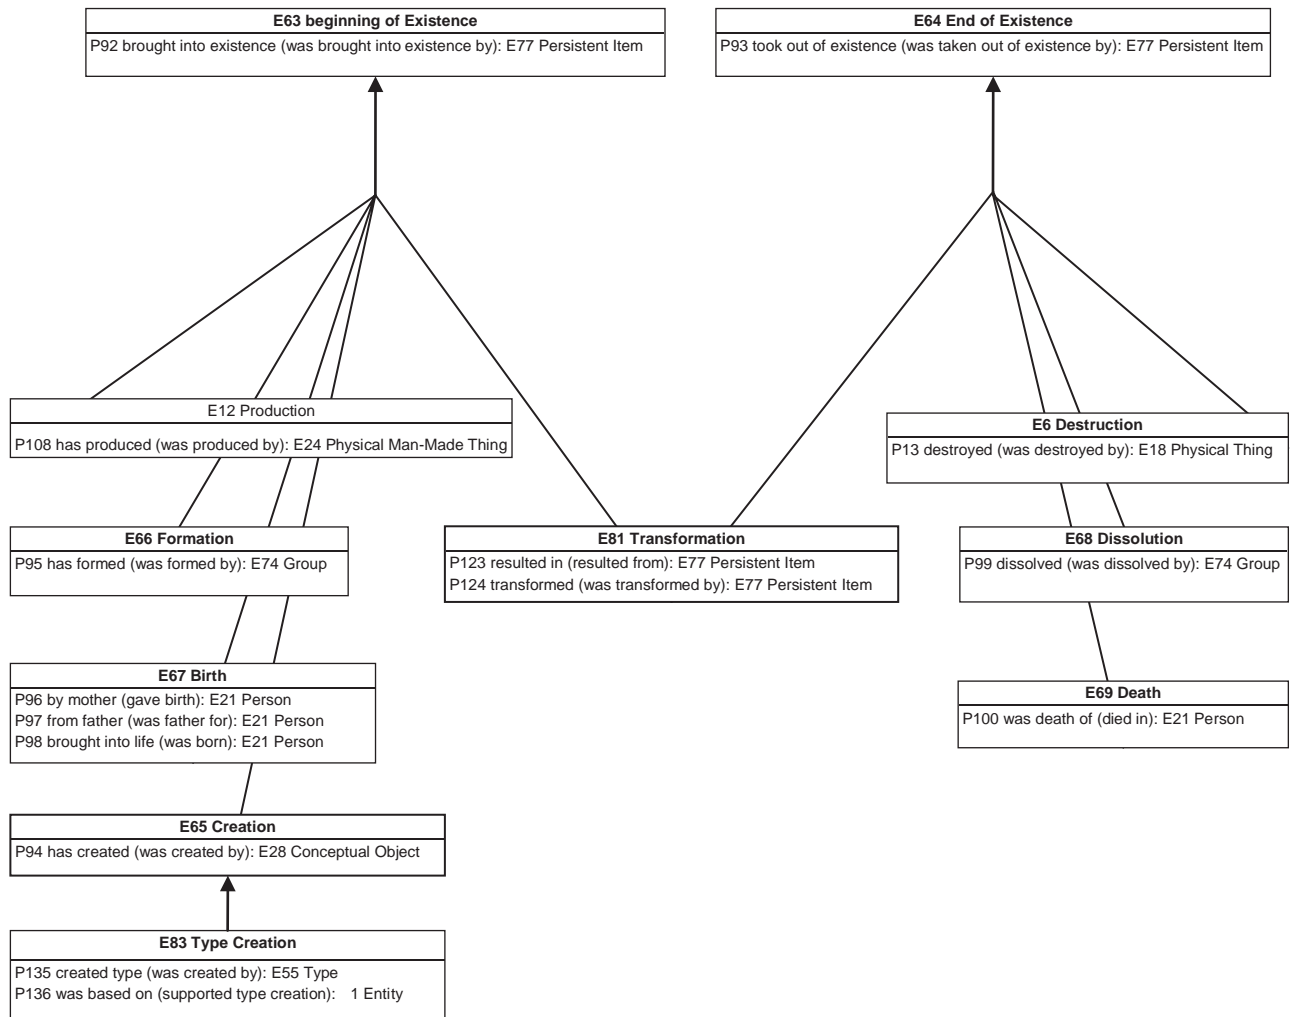 E63 beginning of Existence
P92 brought into existence (was brought into existence by): E77 Persistent Item
E64 End of Existence
P93 took out of existence (was taken out of existence by): E77 Persistent Item
E12 Production
P108 has produced (was produced by): E24 Physical Man-Made Thing
E6 Destruction
P13 destroyed (was destroyed by): E18 Physical Thing
E66 Formation
P95 has formed (was formed by): E74 Group
E81 Transformation
P123 resulted in (resulted from): E77 Persistent Item
P124 transformed (was transformed by): E77 Persistent Item
E68 Dissolution
P99 dissolved (was dissolved by): E74 Group
E67 Birth
P96 by mother (gave birth): E21 Person
P97 from father (was father for): E21 Person
P98 brought into life (was born): E21 Person
E69 Death
P100 was death of (died in): E21 Person
E65 Creation
P94 has created (was created by): E28 Conceptual Object
E83 Type Creation
P135 created type (was created by): E55 Type
P136 was based on (supported type creation): 1 Entity